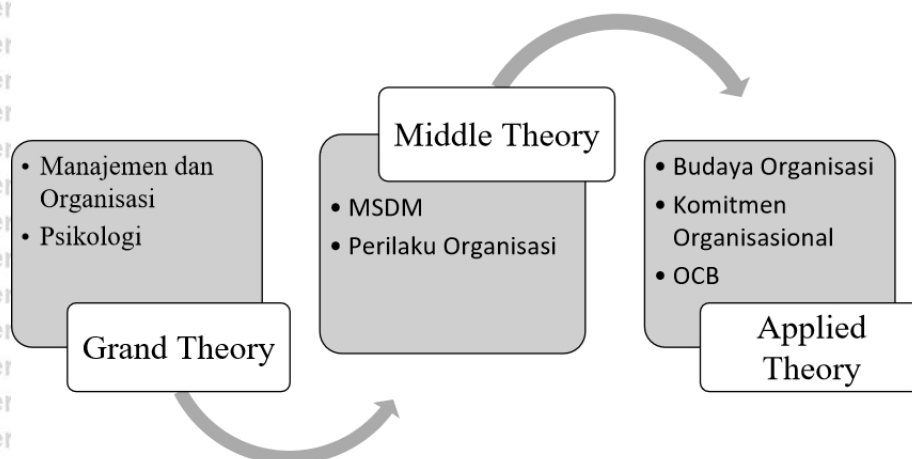 • Manajemen dan
Organisasi
• Psikologi
Grand Theory
Middle Theory
• MSDM
• Perilaku Organisasi
• Budaya Organisasi
• Komitmen
Organisasional
• OCB
Applied
Theory